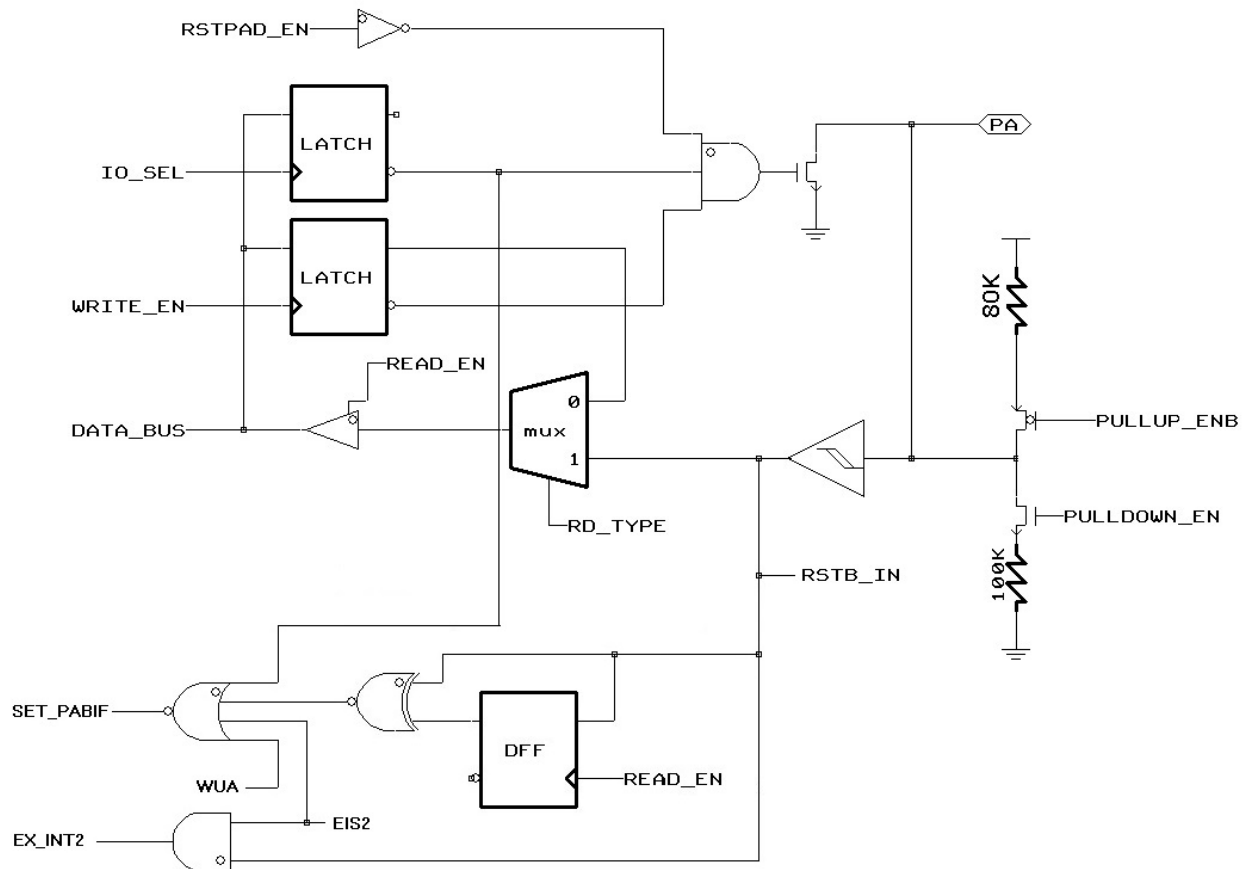 RSTPAD_EN
LATCH
PA
IO_SEL
LATCH
WRITE_EN
80K
READ_EN
0
DATA_BUS
mux
PULLUP_ENB
1
RD_TYPE
PULLDOWN_EN
RSTB_IN
100K
SET_PABIF
DFF
WUA
READ_EN
EIS2
EX_INT2